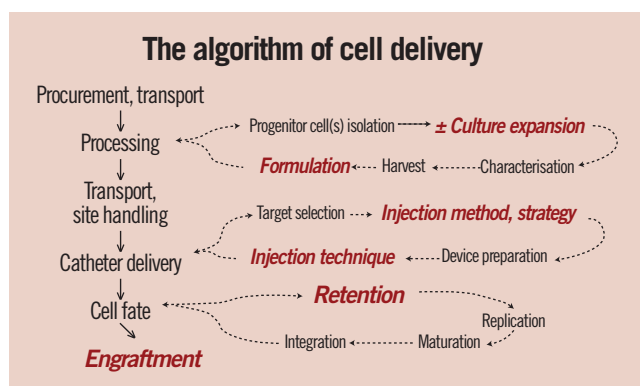 The algorithm of cell delivery
Procurement, transport
Progenitor cell(s) isolation
± Culture expansion
Processing
Formulation
Harvest
Characterisation
Transport,
site handling
Target selection
Injection method, strategy
Catheter delivery
Injection technique
Device preparation
Cell fate
Retention
Replication
Integration
Maturation
Engraftment